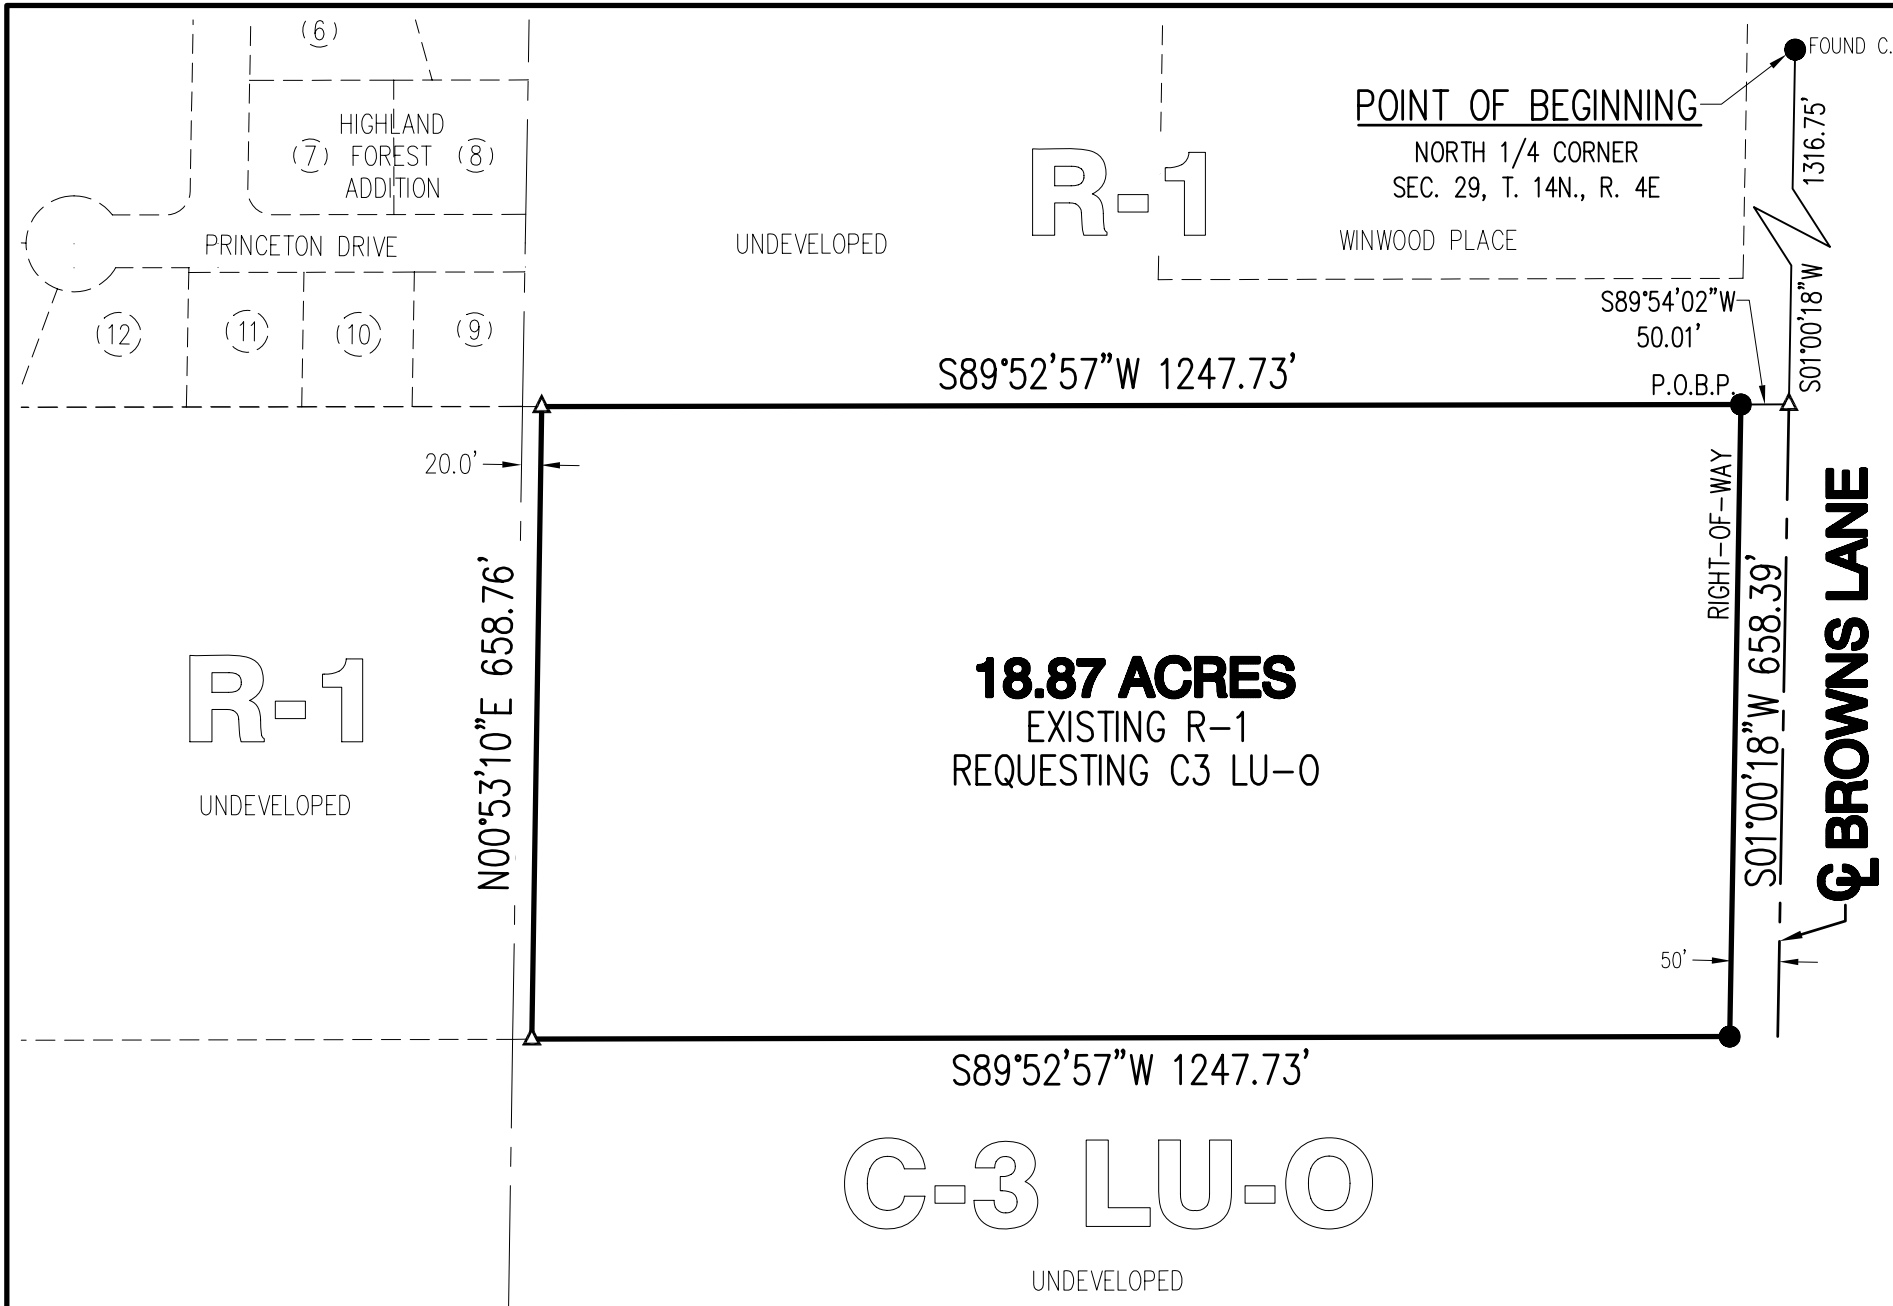 (6)
FOUND C.
POINT OF BEGINNING
NORTH 1/4 CORNER
SEC. 29, T. 14N., R. 4E
1316.75'
HIGHLAND
(7) FOREST (8)
ADDITION
R-1
PRINCETON DRIVE
UNDEVELOPED
WINWOOD PLACE
S01°00'18"W
S89°54'02"W
50.01'
(12) (11) (10) (9)
S89°52'57"W 1247.73'
P.O.B.P.
20.0'
RIGHT-OF-WAY
N00°53'10"E 658.76'
S01°00'18"W 658.39'
℄ BROWNS LANE
R-1
UNDEVELOPED
18.87 ACRES
EXISTING R-1
REQUESTING C3 LU-O
50'
S89°52'57"W 1247.73'
C-3 LU-O
UNDEVELOPED